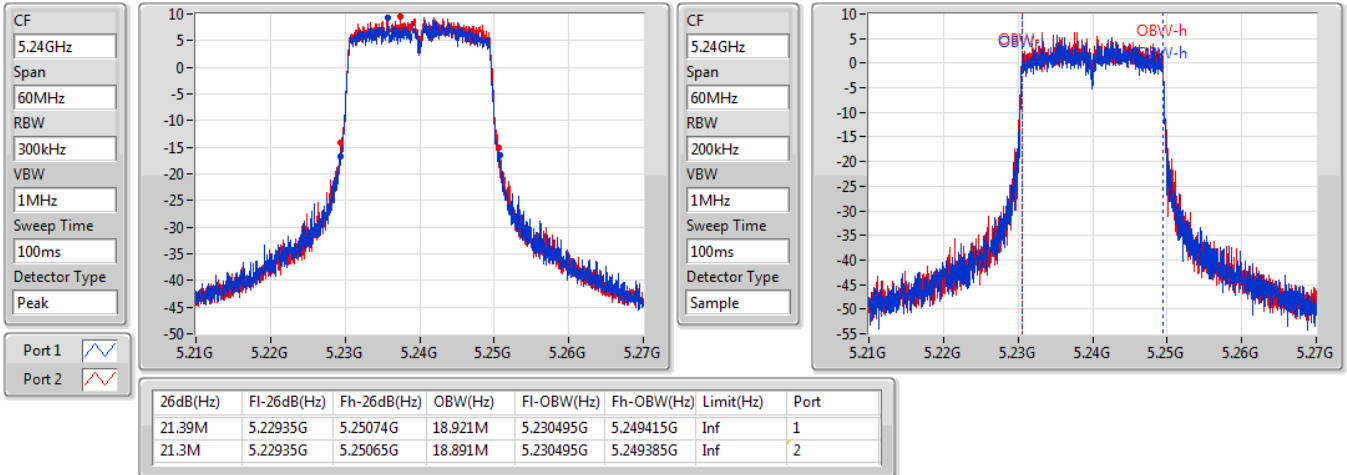 CF
5.24GHz
Span
60MHz
RBW
300kHz
VBW
1MHz
Sweep Time
100ms
Detector Type
Peak
Port 1
Port 2
10
5
0
-5
-10
-15
-20
-25
-30
-35
-40
-45
-50
5.21G 5.22G 5.23G 5.24G 5.25G 5.26G 5.27G
CF
5.24GHz
Span
60MHz
RBW
200kHz
VBW
1MHz
Sweep Time
100ms
Detector Type
Sample
10
5
0
-5
-10
-15
-20
-25
-30
-35
-40
-45
-50
-55
OBW-l
OBW-h
OBW-h
5.21G 5.22G 5.23G 5.24G 5.25G 5.26G 5.27G
26dB(Hz) Fl-26dB(Hz) Fh-26dB(Hz) OBW(Hz) Fl-OBW(Hz) Fh-OBW(Hz) Limit(Hz) Port
21.39M 5.22935G 5.25074G 18.921M 5.230495G 5.249415G Inf 1
21.3M 5.22935G 5.25065G 18.891M 5.230495G 5.249385G Inf 2